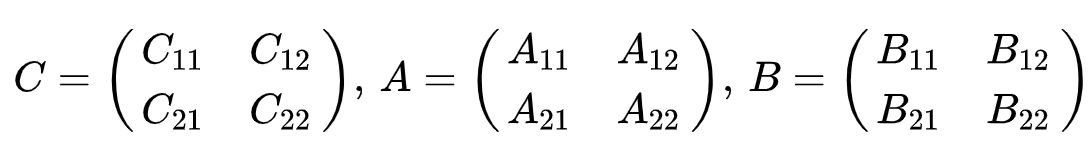 C = \begin{pmatrix} C_{11} & C_{12} \\ C_{21} & C_{22} \end{pmatrix}, A = \begin{pmatrix} A_{11} & A_{12} \\ A_{21} & A_{22} \end{pmatrix}, B = \begin{pmatrix} B_{11} & B_{12} \\ B_{21} & B_{22} \end{pmatrix}